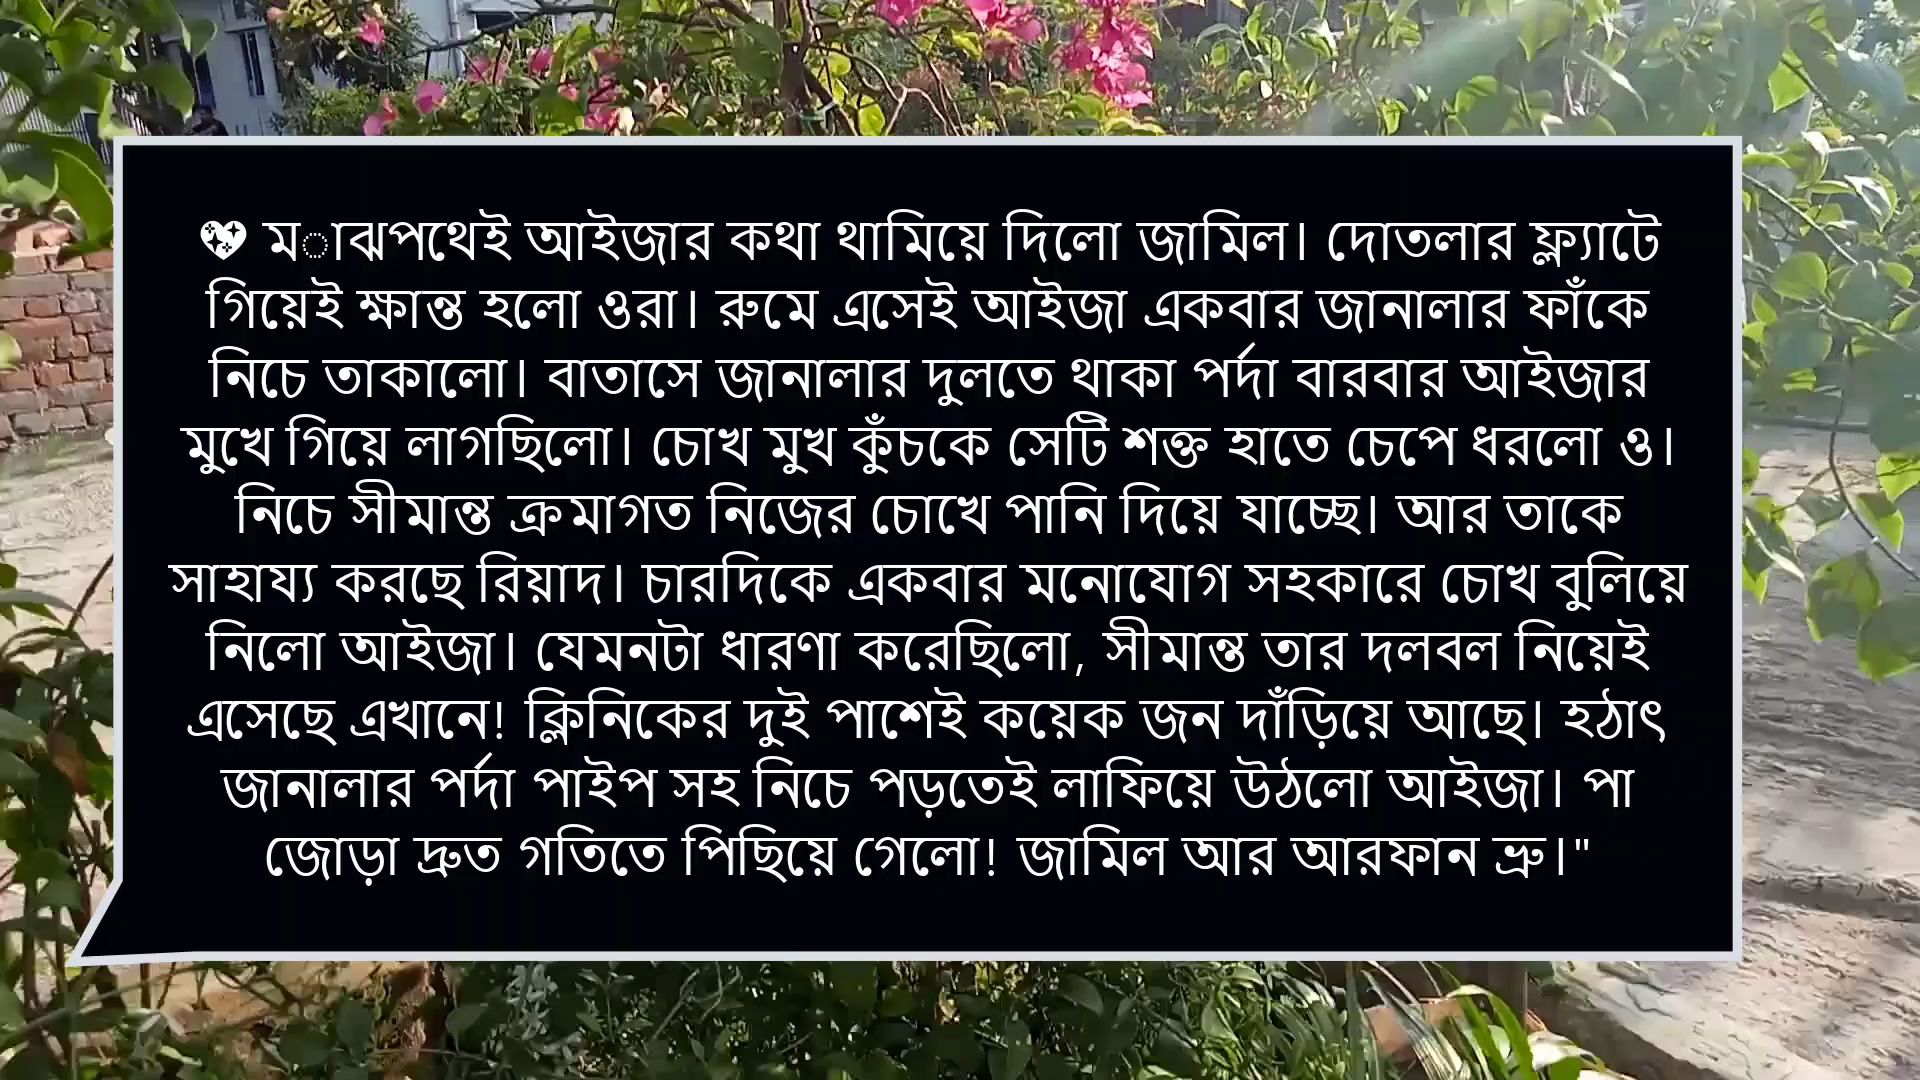 💖 মাঝপথেই আইজার কথা থামিয়ে দিলো জামিল। দোতলার ফ্ল্যাটে
গিয়েই ক্ষান্ত হলো ওরা। রুমে এসেই আইজা একবার জানালার ফাঁকে
নিচে তাকালো। বাতাসে জানালার দুলতে থাকা পর্দা বারবার আইজার
মুখে গিয়ে লাগছিলো। চোখ মুখ কুঁচকে সেটি শক্ত হাতে চেপে ধরলো ও।
নিচে সীমান্ত ক্রমাগত নিজের চোখে পানি দিয়ে যাচ্ছে। আর তাকে
সাহায্য করছে রিয়াদ। চারদিকে একবার মনোযোগ সহকারে চোখ বুলিয়ে
নিলো আইজা। যেমনটা ধারণা করেছিলো, সীমান্ত তার দলবল নিয়েই
এসেছে এখানে! ক্লিনিকের দুই পাশেই কয়েক জন দাঁড়িয়ে আছে। হঠাৎ
জানালার পর্দা পাইপ সহ নিচে পড়তেই লাফিয়ে উঠলো আইজা। পা
জোড়া দ্রুত গতিতে পিছিয়ে গেলো! জামিল আর আরফান ভ্রু।"